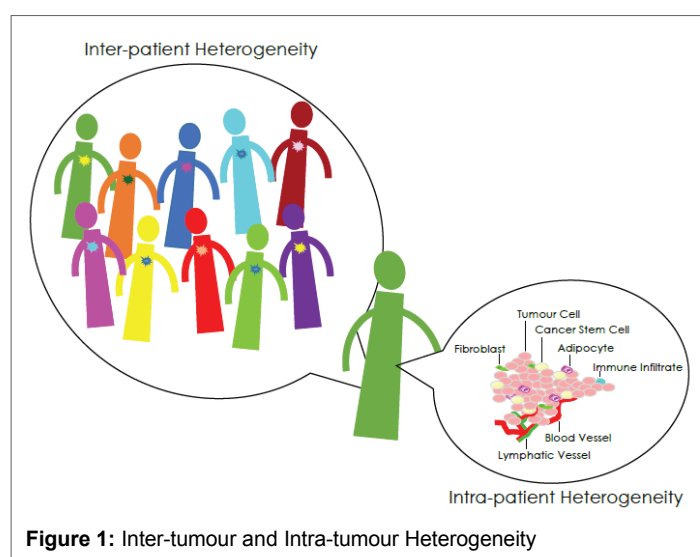 Inter-patient Heterogeneity
Tumour Cell
Cancer Stem Cell
Fibroblast
Adipocyte
Immune Infiltrate
Blood Vessel
Lymphatic Vessel
Intra-patient Heterogeneity
Figure 1: Inter-tumour and Intra-tumour Heterogeneity